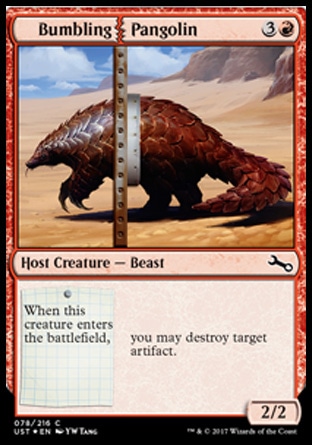 Bumbling Pangolin 3
Host Creature — Beast
When this
creature enters
the battlefield,
you may destroy target
artifact.
2/2
078/216 C
UST • EN YW Tang
™ & © 2017 Wizards of the Coast